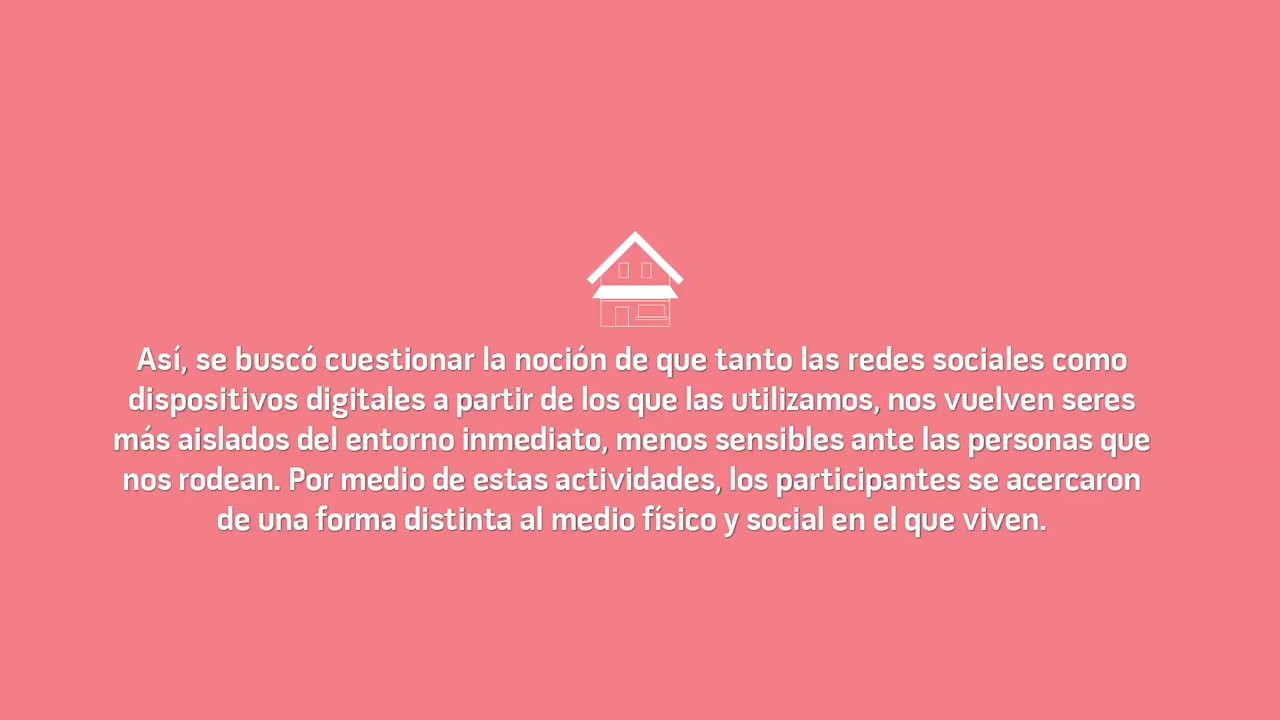 Así, se buscó cuestionar la noción de que tanto las redes sociales como
dispositivos digitales a partir de los que las utilizamos, nos vuelven seres
más aislados del entorno inmediato, menos sensibles ante las personas que
nos rodean. Por medio de estas actividades, los participantes se acercaron
de una forma distinta al medio físico y social en el que viven.